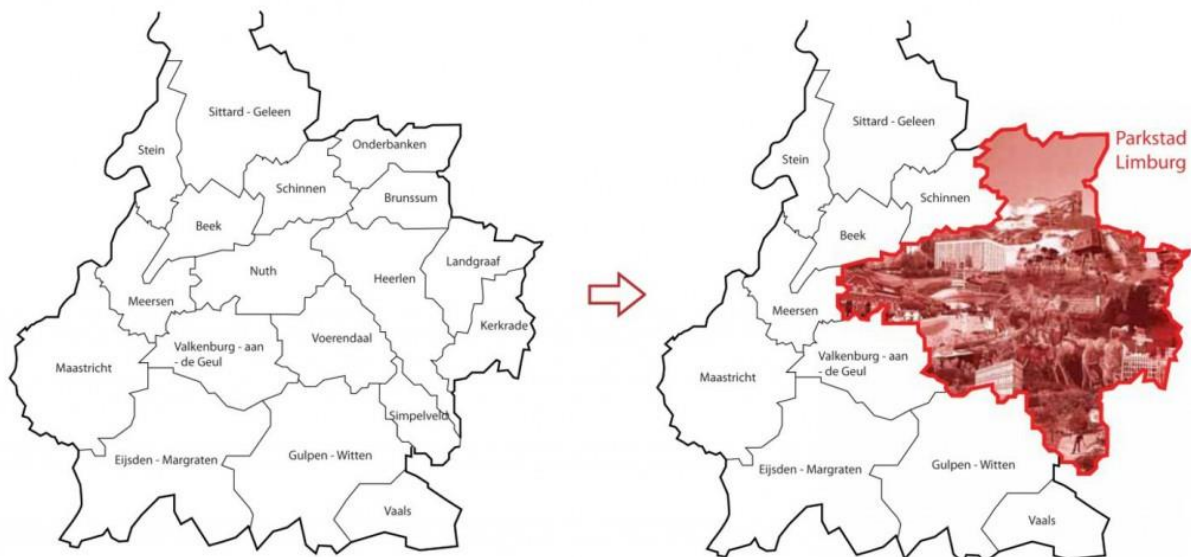 Sittard - Geleen
Onderbanken
Stein
Schinnen
Brunssum
Beek
Landgraaf
Nuth
Heerlen
Meersen
Kerkrade
Voerendaal
Valkenburg - aan
- de Geul
Maastricht
Simpelveld
Gulpen - Witten
Eijsden - Margraten
Vaals
Parkstad
Limburg
Sittard - Geleen
Stein
Schinnen
Beek
Meersen
Valkenburg - aan
- de Geul
Maastricht
Gulpen - Witten
Eijsden - Margraten
Vaals